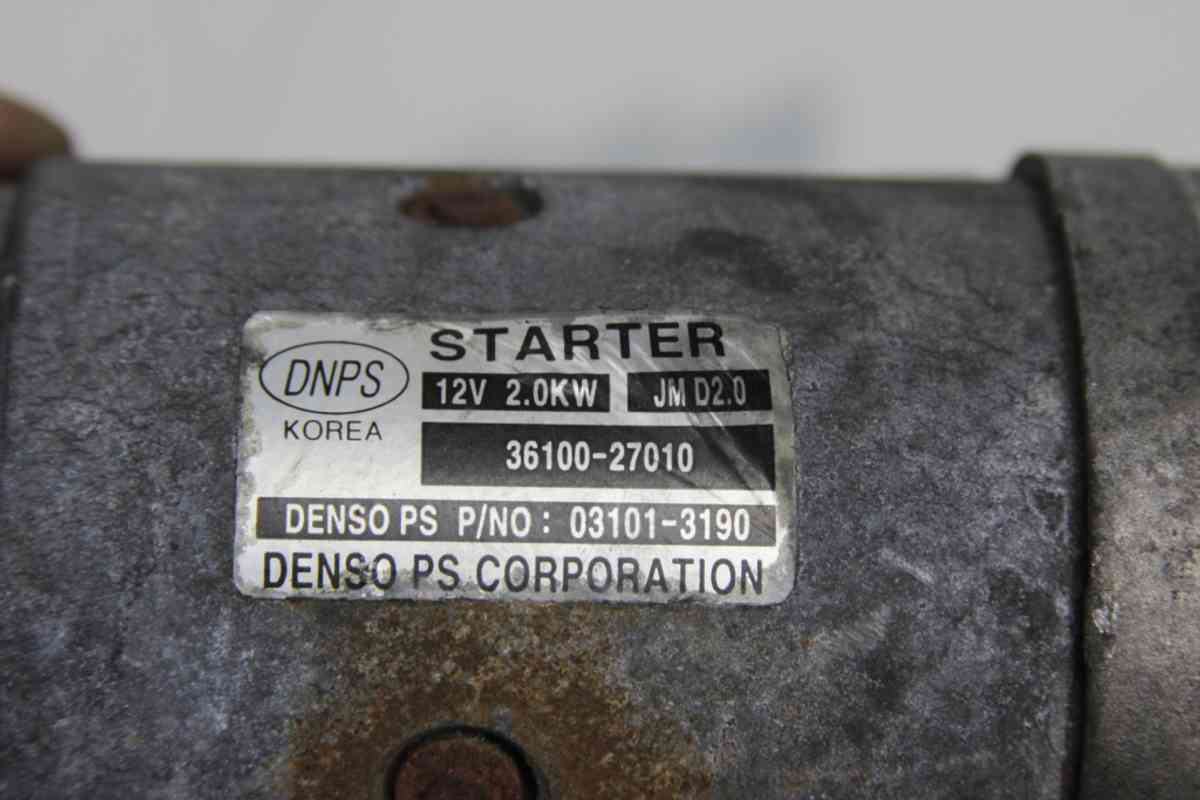 STARTER
DNPS
12V 2.0KW JM D2.0
KOREA
36100-27010
DENSO PS P/NO: 03101-3190
DENSO PS CORPORATION